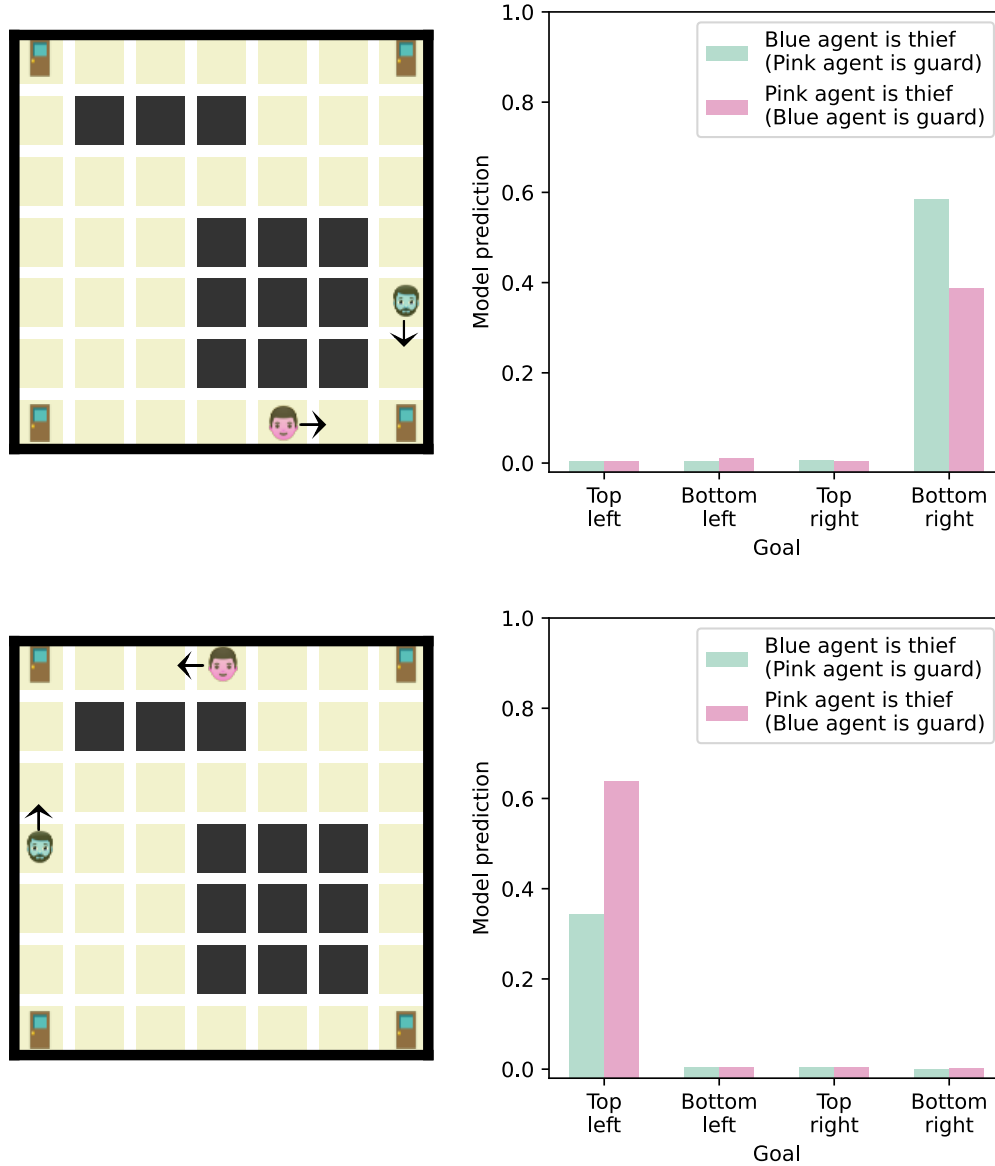 1.0
0.8
0.6
0.4
0.2
0.0
Model prediction
Blue agent is thief
(Pink agent is guard)
Pink agent is thief
(Blue agent is guard)
Top
left
Bottom
left
Top
right
Bottom
right
Goal
1.0
0.8
0.6
0.4
0.2
0.0
Model prediction
Blue agent is thief
(Pink agent is guard)
Pink agent is thief
(Blue agent is guard)
Top
left
Bottom
left
Top
right
Bottom
right
Goal